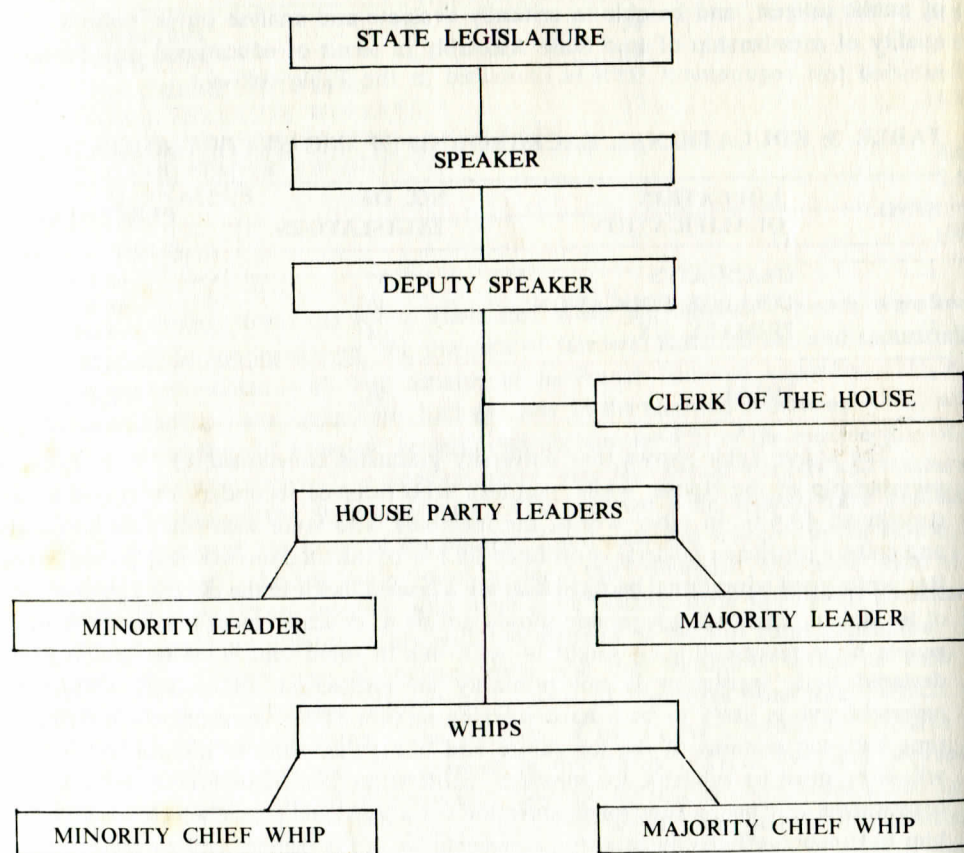 STATE LEGISLATURE
SPEAKER
DEPUTY SPEAKER
CLERK OF THE HOUSE
HOUSE PARTY LEADERS
MINORITY LEADER
MAJORITY LEADER
WHIPS
MINORITY CHIEF WHIP
MAJORITY CHIEF WHIP